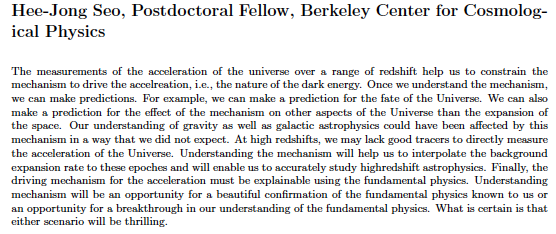 Hee-Jong Seo, Postdoctoral Fellow, Berkeley Center for Cosmolog-
ical Physics
The measurements of the acceleration of the universe over a range of redshift help us to constrain the
mechanism to drive the accelreation, i.e., the nature of the dark energy. Once we understand the mechanism,
we can make predictions. For example, we can make a prediction for the fate of the Universe. We can also
make a prediction for the effect of the mechanism on other aspects of the Universe than the expansion of
the space. Our understanding of gravity as well as galactic astrophysics could have been affected by this
mechanism in a way that we did not expect. At high redshifts, we may lack good tracers to directly measure
the acceleration of the Universe. Understanding the mechanism will help us to interpolate the background
expansion rate to these epoches and will enable us to accurately study highredshift astrophysics. Finally, the
driving mechanism for the acceleration must be explainable using the fundamental physics. Understanding
mechanism will be an opportunity for a beautiful confirmation of the fundamental physics known to us or
an opportunity for a breakthrough in our understanding of the fundamental physics. What is certain is that
either scenario will be thrilling.